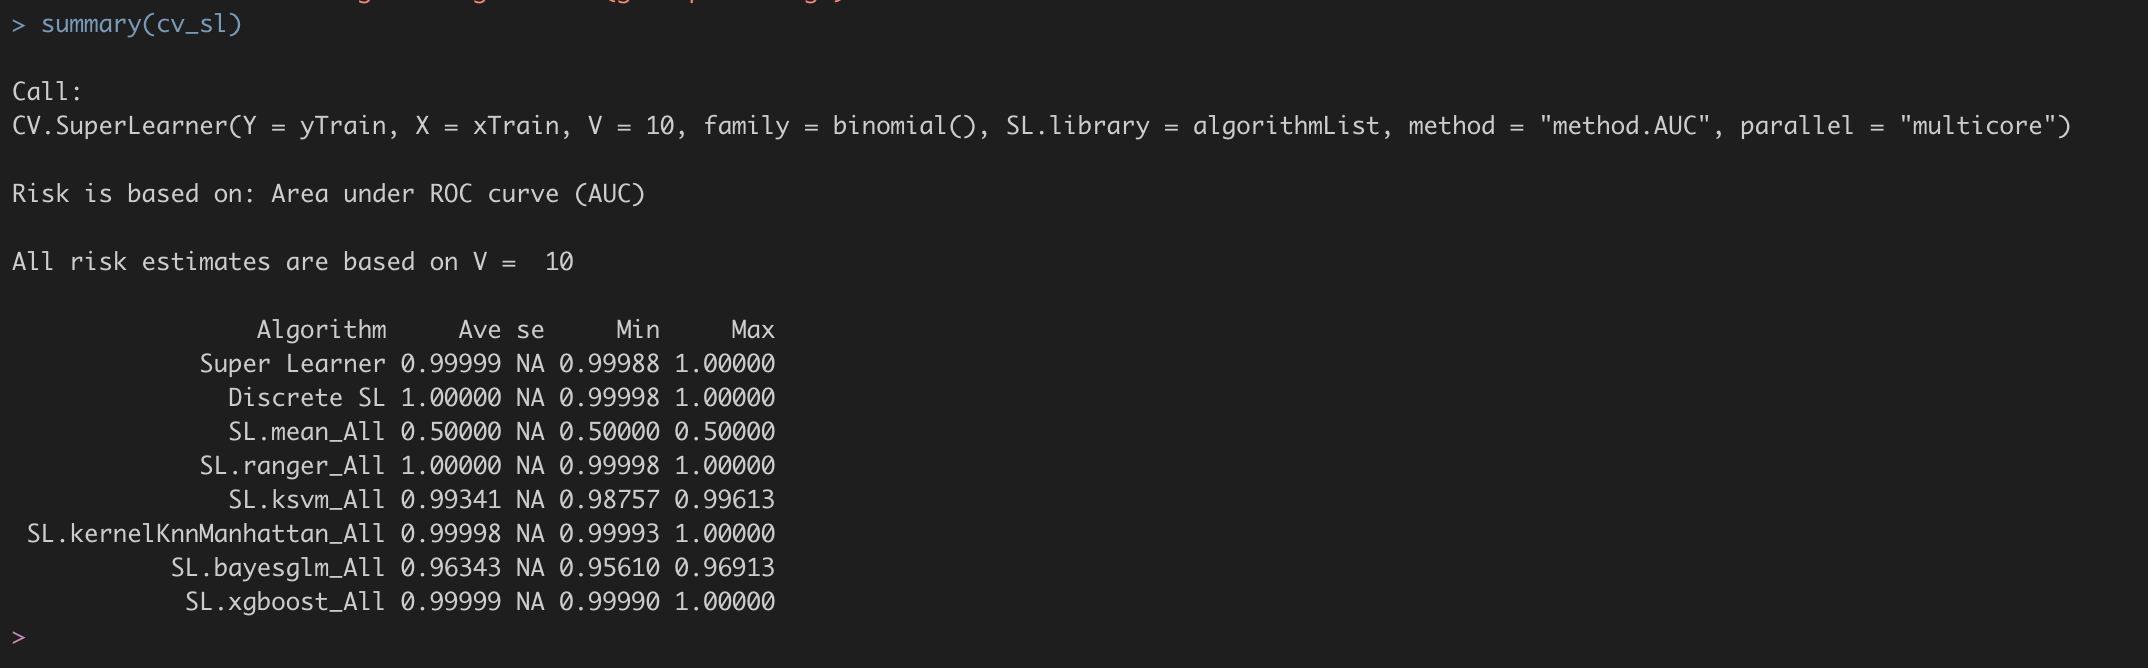 > summary(cv_sl)
Call:
CV.SuperLearner(Y = yTrain, X = xTrain, V = 10, family = binomial(), SL.library = algorithmList, method = "method.AUC", parallel = "multicore")
Risk is based on: Area under ROC curve (AUC)
All risk estimates are based on V =  10
Algorithm     Ave se     Min     Max
Super Learner 0.99999 NA 0.99988 1.00000
Discrete SL 1.00000 NA 0.99998 1.00000
SL.mean_All 0.50000 NA 0.50000 0.50000
SL.ranger_All 1.00000 NA 0.99998 1.00000
SL.ksvm_All 0.99341 NA 0.98757 0.99613
SL.kernelKnnManhattan_All 0.99998 NA 0.99993 1.00000
SL.bayesglm_All 0.96343 NA 0.95610 0.96913
SL.xgboost_All 0.99999 NA 0.99990 1.00000
>